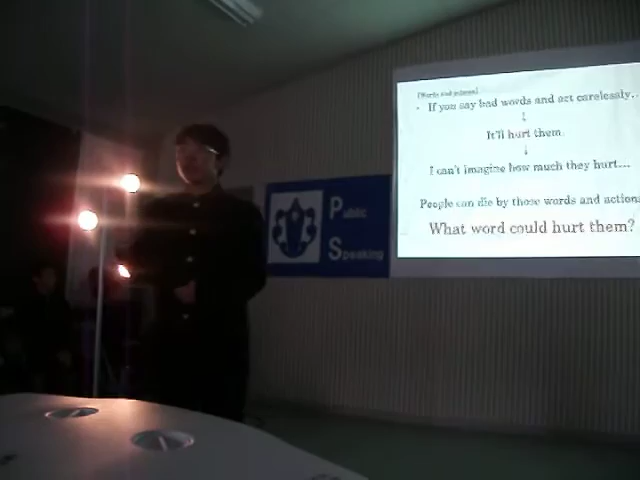 [Words and actions]
・ If you say bad words and act carelessly…
↓
It'll hurt them.
↓
I can't imagine how much they hurt…
People can die by those words and actions
What word could hurt them?
Public
Speaking